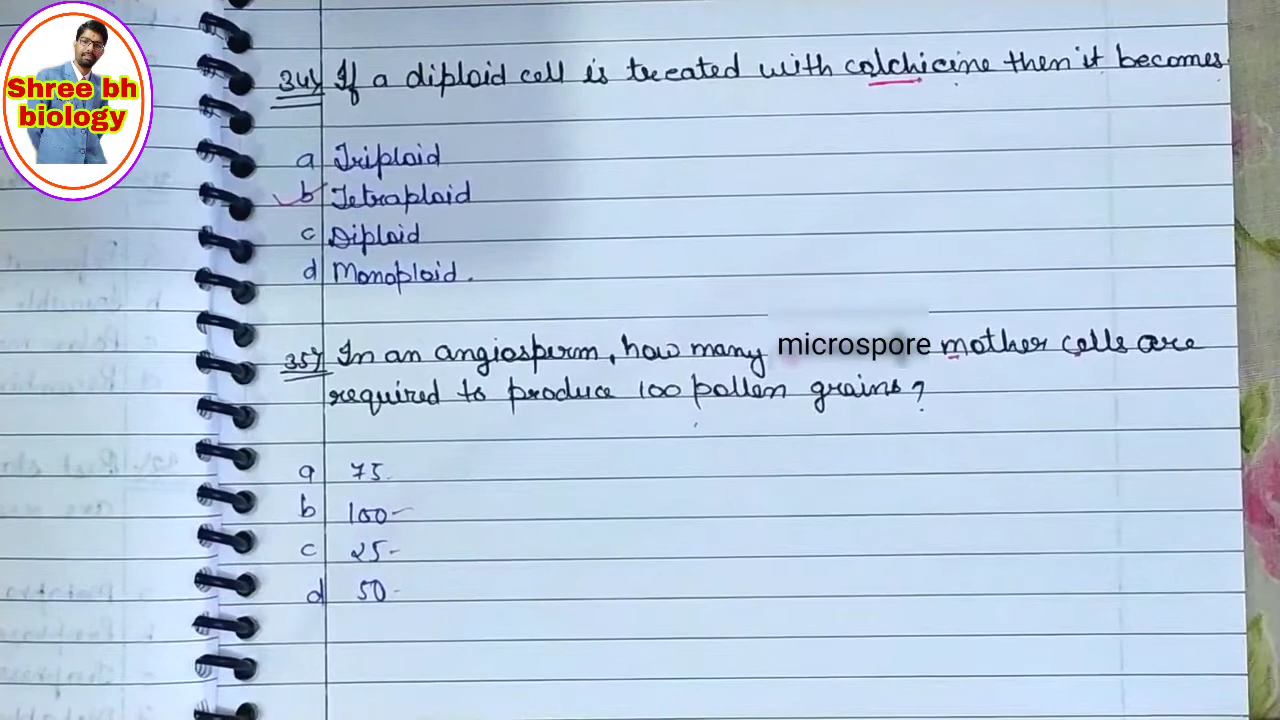 Shree bh
biology
34) If a diploid cell is treated with colchicine then it becomes.
a Triploid
b Tetraploid
c Diploid
d Monoploid.
35) In an angiosperm, how many microspore mother cells are
required to produce 100 pollen grains?
a 75
b 100
c 25
d 50